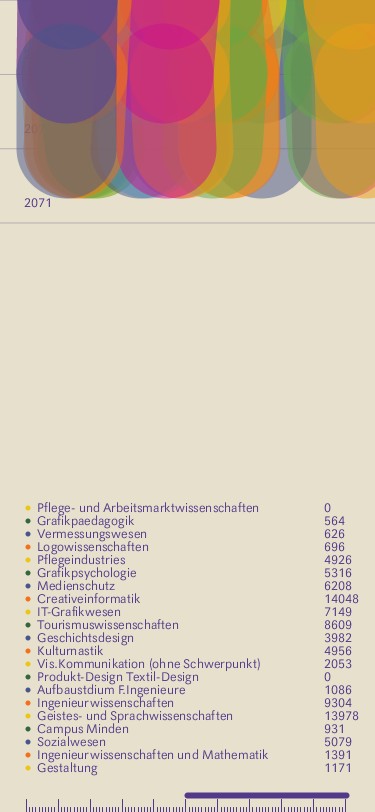 2071
Pflege- und Arbeitsmarktwissenschaften 0
Grafikpaedagogik 564
Vermessungswesen 626
Logowissenschaften 696
Pflegeindustries 4926
Grafikpsychologie 5316
Medienschutz 6208
Creativeinformatik 14048
IT-Grafikwesen 7149
Tourismuswissenschaften 8609
Geschichtsdesign 3982
Kulturnastik 4956
Vis.Kommunikation (ohne Schwerpunkt) 2053
Produkt-Design Textil-Design 0
Aufbaustdium F.Ingenieure 1086
Ingenieurwissenschaften 9304
Geistes- und Sprachwissenschaften 13978
Campus Minden 931
Sozialwesen 5079
Ingenieurwissenschaften und Mathematik 1391
Gestaltung 1171